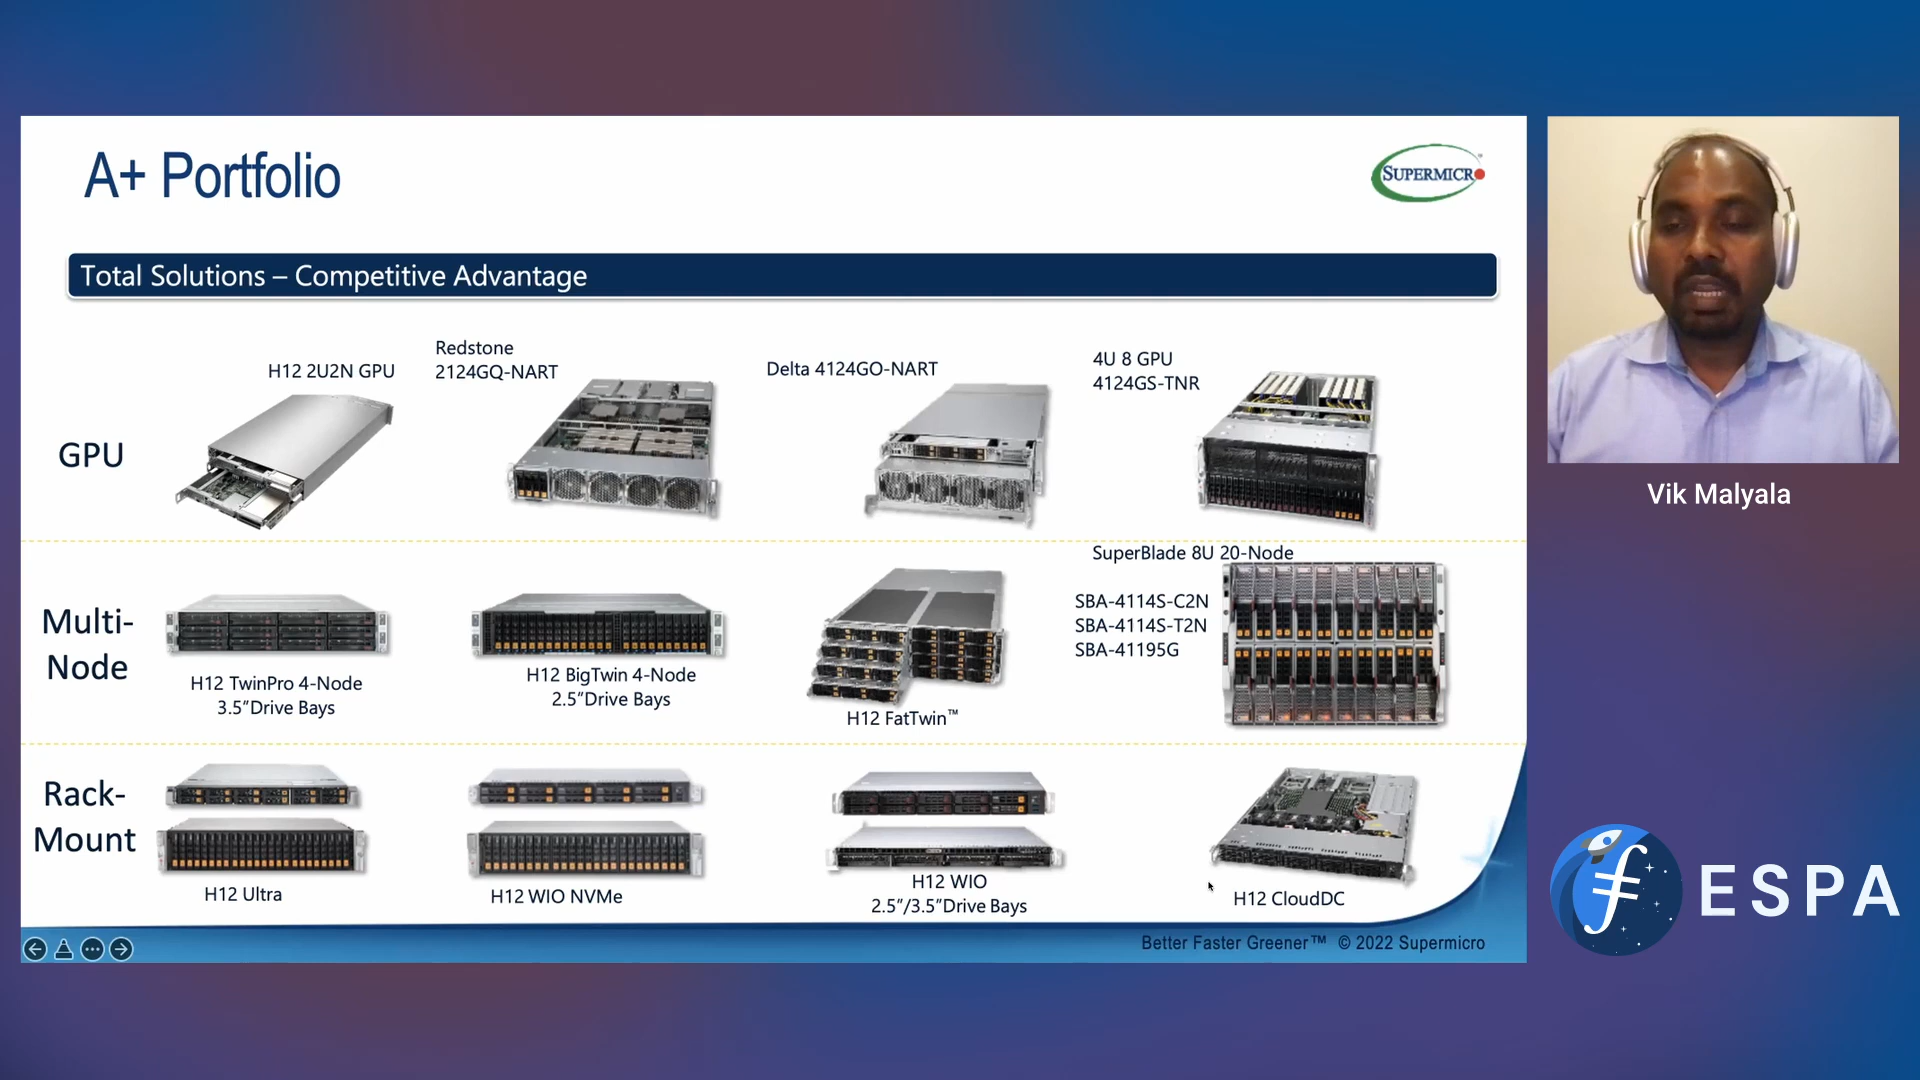 A+ Portfolio
SUPERMICRO
Total Solutions – Competitive Advantage
GPU
H12 2U2N GPU
Redstone
2124GQ-NART
Delta 4124GO-NART
4U 8 GPU
4124GS-TNR
Multi-
Node
H12 TwinPro 4-Node
3.5”Drive Bays
H12 BigTwin 4-Node
2.5”Drive Bays
H12 FatTwin™
SuperBlade 8U 20-Node
SBA-4114S-C2N
SBA-4114S-T2N
SBA-4119SG
Rack-
Mount
H12 Ultra
H12 WIO NVMe
H12 WIO
2.5”/3.5”Drive Bays
H12 CloudDC
Better Faster Greener™ © 2022 Supermicro
Vik Malyala
ESPA